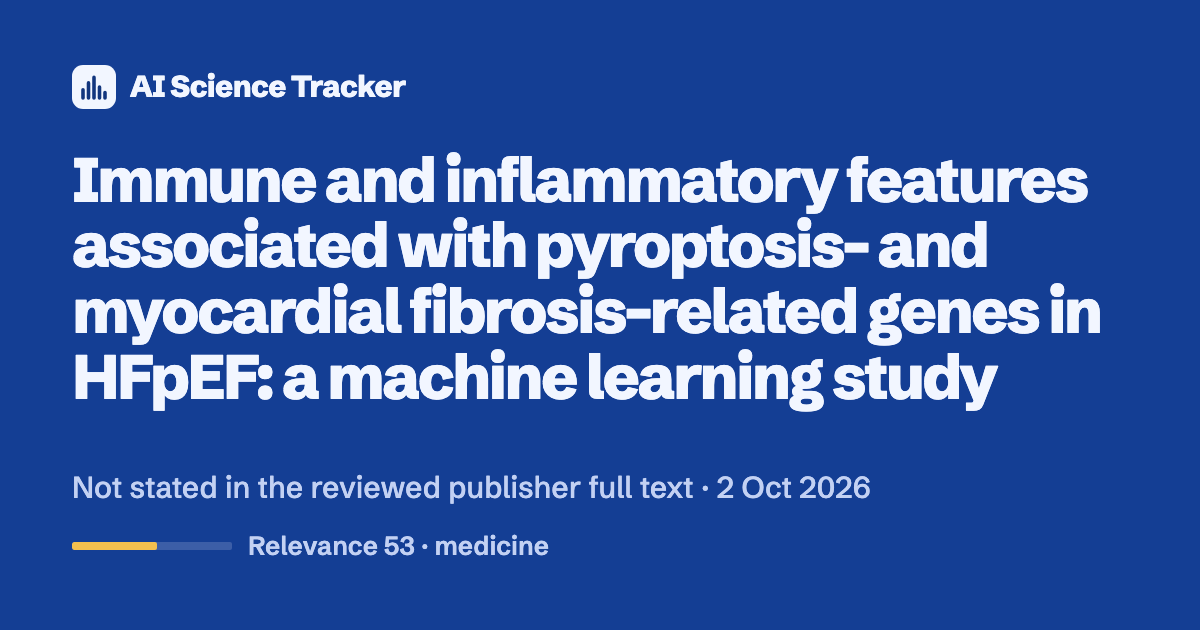 AI Science Tracker
Immune and inflammatory features
associated with pyroptosis- and
myocardial fibrosis-related genes in
HFpEF: a machine learning study
Not stated in the reviewed publisher full text · 2 Oct 2026
Relevance 53 · medicine